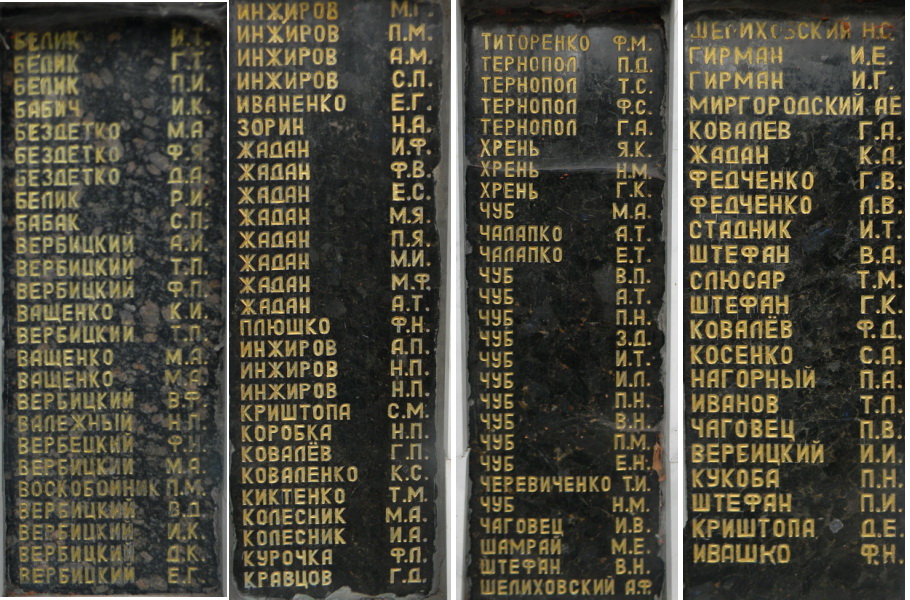 БЕЛИК И.Т.
БЕЛИК Г.Т.
БЕЛИК П.И.
БАБИЧ И.К.
БЕЗДЕТКО М.А.
БЕЗДЕТКО Ф.Я.
БЕЗДЕТКО Д.А.
БЕЛИК Р.И.
БАБАК С.П.
ВЕРБИЦКИЙ А.И.
ВЕРБИЦКИЙ Т.П.
ВЕРБИЦКИЙ Ф.П.
ВАЩЕНКО К.И.
ВЕРБИЦКИЙ Т.П.
ВАЩЕНКО М.А.
ВАЩЕНКО М.А.
ВЕРБИЦКИЙ В.Ф.
ВАЛЕЖНЫЙ Н.П.
ВЕРБЕЦКИЙ Ф.Н.
ВЕРБИЦКИЙ М.А.
ВОСКОБОЙНИК П.М.
ВЕРБИЦКИЙ В.Д.
ВЕРБИЦКИЙ И.К.
ВЕРБИЦКИЙ Д.К.
ВЕРБИЦКИЙ Е.Г.
ИНЖИРОВ М.Г.
ИНЖИРОВ П.М.
ИНЖИРОВ А.М.
ИНЖИРОВ С.П.
ИВАНЕНКО Е.Г.
ЗОРИН Н.А.
ЖАДАН И.Ф.
ЖАДАН Ф.В.
ЖАДАН Е.С.
ЖАДАН М.Я.
ЖАДАН П.Я.
ЖАДАН М.И.
ЖАДАН М.Ф.
ЖАДАН А.Т.
ПЛЮШКО Ф.Н.
ИНЖИРОВ А.П.
ИНЖИРОВ Н.П.
ИНЖИРОВ Н.П.
КРИШТОПА С.М.
КОРОБКА Н.П.
КОВАЛЁВ Г.П.
КОВАЛЕНКО К.С.
КИКТЕНКО Т.М.
КОЛЕСНИК М.А.
КОЛЕСНИК И.А.
КУРОЧКА Ф.Л.
КРАВЦОВ Г.Д.
ТИТОРЕНКО Ф.М.
ТЕРНОПОЛ П.Д.
ТЕРНОПОЛ Т.С.
ТЕРНОПОЛ Ф.С.
ТЕРНОПОЛ Г.А.
ХРЕНЬ Я.К.
ХРЕНЬ Н.М.
ХРЕНЬ Г.К.
ЧУБ М.А.
ЧАЛАПКО А.Т.
ЧАЛАПКО Е.Т.
ЧУБ В.П.
ЧУБ А.Т.
ЧУБ П.Н.
ЧУБ З.Д.
ЧУБ И.Т.
ЧУБ И.Л.
ЧУБ П.Н.
ЧУБ В.Н.
ЧУБ П.М.
ЧУБ Е.Н.
ЧЕРЕВИЧЕНКО Т.И.
ЧУБ Н.М.
ЧАГОВЕЦ И.В.
ШАМРАЙ М.Е.
ШТЕФАН В.Н.
ШЕЛИХОВСКИЙ А.Ф.
ШЕЛИХОВСКИЙ Н.С.
ГИРМАН И.Е.
ГИРМАН И.Г.
МИРГОРОДСКИЙ А.Е
КОВАЛЕВ Г.А.
ЖАДАН К.А.
ФЕДЧЕНКО Г.В.
ФЕДЧЕНКО Л.В.
СТАДНИК И.Т.
ШТЕФАН В.А.
СЛЮСАР Т.М.
ШТЕФАН Г.К.
КОВАЛЁВ Ф.Д.
КОСЕНКО С.А.
НАГОРНЫЙ П.А.
ИВАНОВ Т.Л.
ЧАГОВЕЦ П.В.
ВЕРБИЦКИЙ И.И.
КУКОБА П.Н.
ШТЕФАН П.И.
КРИШТОПА Д.Е.
ИВАШКО Ф.Н.